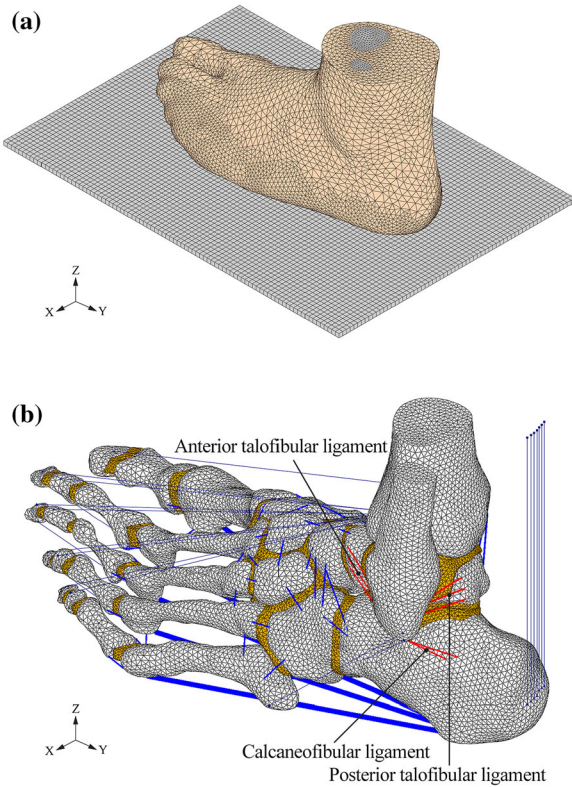 (a)
Z
X
Y
(b)
Anterior talofibular ligament
Z
X
Y
Calcaneofibular ligament
Posterior talofibular ligament